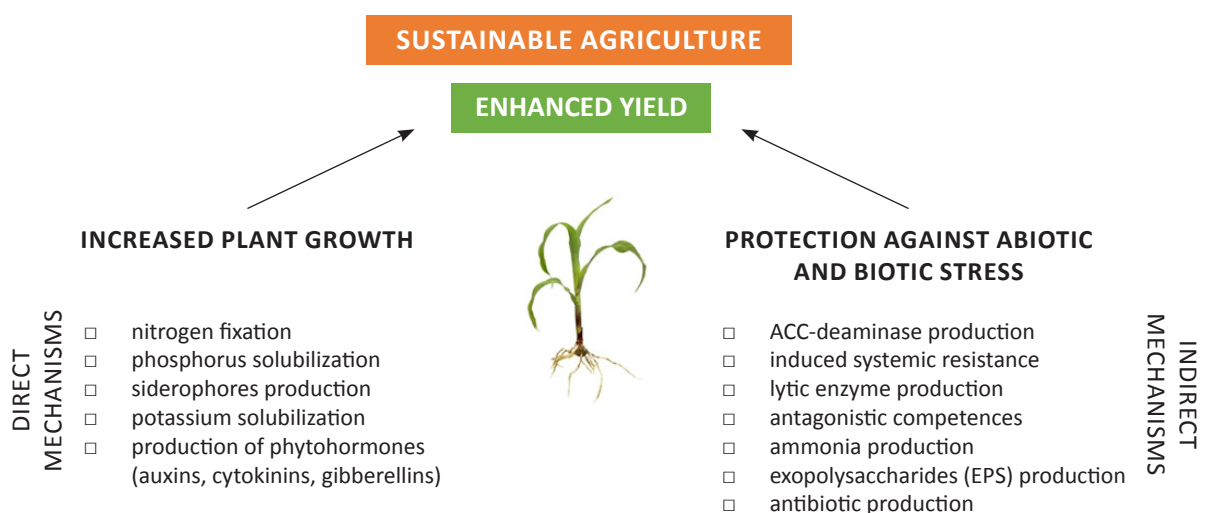 SUSTAINABLE AGRICULTURE
ENHANCED YIELD
INCREASED PLANT GROWTH
DIRECT
MECHANISMS
□ nitrogen fixation
□ phosphorus solubilization
□ siderophores production
□ potassium solubilization
□ production of phytohormones
(auxins, cytokinins, gibberellins)
PROTECTION AGAINST ABIOTIC
AND BIOTIC STRESS
□ ACC-deaminase production
□ induced systemic resistance
□ lytic enzyme production
□ antagonistic competences
□ ammonia production
□ exopolysaccharides (EPS) production
□ antibiotic production
INDIRECT
MECHANISMS